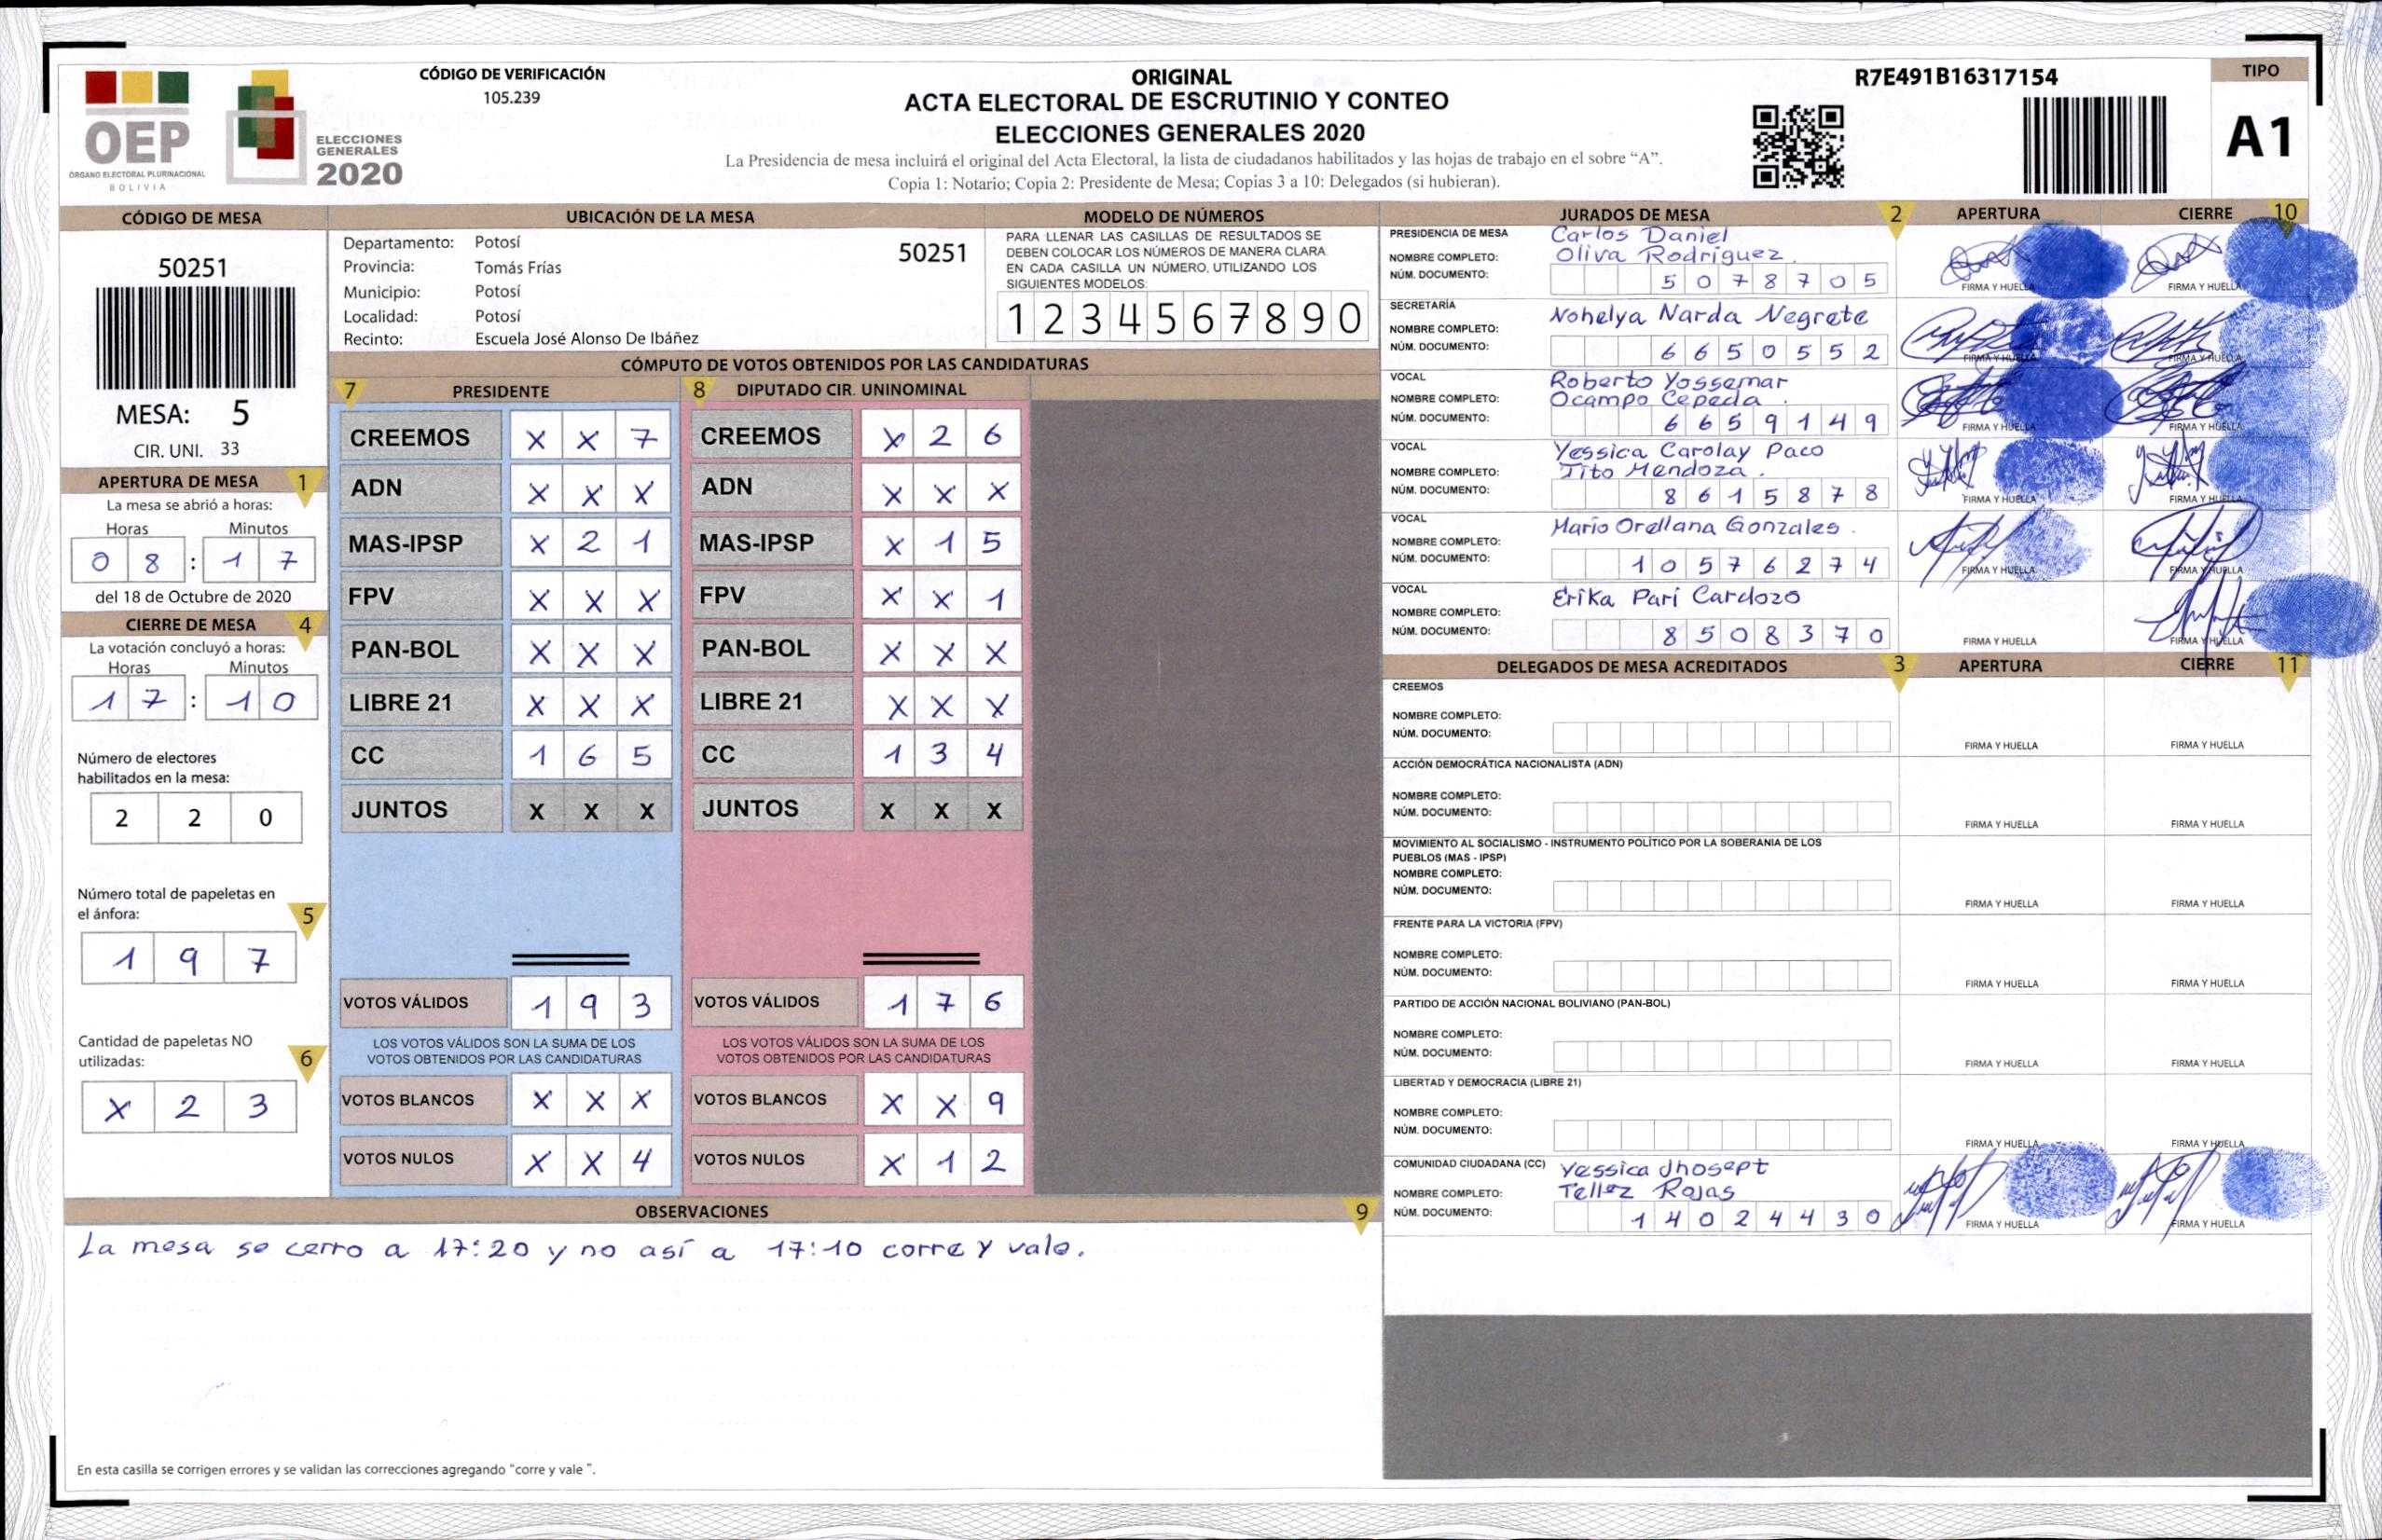 OEP
ÓRGANO ELECTORAL PLURINACIONAL
BOLIVIA
ELECCIONES
GENERALES
2020
CÓDIGO DE VERIFICACIÓN
105.239
ORIGINAL
ACTA ELECTORAL DE ESCRUTINIO Y CONTEO
ELECCIONES GENERALES 2020
La Presidencia de mesa incluirá el original del Acta Electoral, la lista de ciudadanos habilitados y las hojas de trabajo en el sobre “A”.
Copia 1: Notario; Copia 2: Presidente de Mesa; Copias 3 a 10: Delegados (si hubieran).
R7E491B16317154
TIPO
A1
CÓDIGO DE MESA
50251
MESA: 5
CIR. UNI. 33
APERTURA DE MESA 1
La mesa se abrió a horas:
Horas Minutos
0 8 : 1 7
del 18 de Octubre de 2020
CIERRE DE MESA 4
La votación concluyó a horas:
Horas Minutos
1 7 : 1 0
Número de electores
habilitados en la mesa:
2 2 0
Número total de papeletas en
el ánfora: 5
1 9 7
Cantidad de papeletas NO
utilizadas: 6
X 2 3
UBICACIÓN DE LA MESA
Departamento: Potosí 50251
Provincia: Tomás Frías
Municipio: Potosí
Localidad: Potosí
Recinto: Escuela José Alonso De Ibáñez
MODELO DE NÚMEROS
PARA LLENAR LAS CASILLAS DE RESULTADOS SE
DEBEN COLOCAR LOS NÚMEROS DE MANERA CLARA
EN CADA CASILLA UN NÚMERO, UTILIZANDO LOS
SIGUIENTES MODELOS:
1 2 3 4 5 6 7 8 9 0
CÓMPUTO DE VOTOS OBTENIDOS POR LAS CANDIDATURAS
7 PRESIDENTE
CREEMOS X X 7
ADN X X X
MAS-IPSP X 2 1
FPV X X X
PAN-BOL X X X
LIBRE 21 X X X
CC 1 6 5
JUNTOS X X X
VOTOS VÁLIDOS 1 9 3
LOS VOTOS VÁLIDOS SON LA SUMA DE LOS
VOTOS OBTENIDOS POR LAS CANDIDATURAS
VOTOS BLANCOS X X X
VOTOS NULOS X X 4
8 DIPUTADO CIR. UNINOMINAL
CREEMOS X 2 6
ADN X X X
MAS-IPSP X 1 5
FPV X X 1
PAN-BOL X X X
LIBRE 21 X X X
CC 1 3 4
JUNTOS X X X
VOTOS VÁLIDOS 1 7 6
LOS VOTOS VÁLIDOS SON LA SUMA DE LOS
VOTOS OBTENIDOS POR LAS CANDIDATURAS
VOTOS BLANCOS X X 9
VOTOS NULOS X 1 2
OBSERVACIONES 9
La mesa se cerro a 17:20 y no así a 17:10 corre y vale.
En esta casilla se corrigen errores y se validan las correcciones agregando “corre y vale ”.
JURADOS DE MESA 2 APERTURA CIERRE 10
PRESIDENCIA DE MESA Carlos Daniel
NOMBRE COMPLETO: Oliva Rodriguez.
NÚM. DOCUMENTO: 5 0 7 8 7 0 5
FIRMA Y HUELLA FIRMA Y HUELLA
SECRETARÍA
NOMBRE COMPLETO: Nohelya Narda Negrete
NÚM. DOCUMENTO: 6 6 5 0 5 5 2
FIRMA Y HUELLA FIRMA Y HUELLA
VOCAL Roberto Yossemar
NOMBRE COMPLETO: Ocampo Cepeda.
NÚM. DOCUMENTO: 6 6 5 9 1 4 9
FIRMA Y HUELLA FIRMA Y HUELLA
VOCAL Yessica Carolay Paco
NOMBRE COMPLETO: Tito Mendoza.
NÚM. DOCUMENTO: 8 6 1 5 8 7 8
FIRMA Y HUELLA FIRMA Y HUELLA
VOCAL Mario Orellana Gonzales.
NOMBRE COMPLETO:
NÚM. DOCUMENTO: 1 0 5 7 6 2 7 4
FIRMA Y HUELLA FIRMA Y HUELLA
VOCAL Erika Pari Cardozo
NOMBRE COMPLETO:
NÚM. DOCUMENTO: 8 5 0 8 3 7 0
FIRMA Y HUELLA FIRMA Y HUELLA
DELEGADOS DE MESA ACREDITADOS 3 APERTURA CIERRE 11
CREEMOS
NOMBRE COMPLETO:
NÚM. DOCUMENTO:
FIRMA Y HUELLA FIRMA Y HUELLA
ACCIÓN DEMOCRÁTICA NACIONALISTA (ADN)
NOMBRE COMPLETO:
NÚM. DOCUMENTO:
FIRMA Y HUELLA FIRMA Y HUELLA
MOVIMIENTO AL SOCIALISMO - INSTRUMENTO POLÍTICO POR LA SOBERANIA DE LOS
PUEBLOS (MAS - IPSP)
NOMBRE COMPLETO:
NÚM. DOCUMENTO:
FIRMA Y HUELLA FIRMA Y HUELLA
FRENTE PARA LA VICTORIA (FPV)
NOMBRE COMPLETO:
NÚM. DOCUMENTO:
FIRMA Y HUELLA FIRMA Y HUELLA
PARTIDO DE ACCIÓN NACIONAL BOLIVIANO (PAN-BOL)
NOMBRE COMPLETO:
NÚM. DOCUMENTO:
FIRMA Y HUELLA FIRMA Y HUELLA
LIBERTAD Y DEMOCRACIA (LIBRE 21)
NOMBRE COMPLETO:
NÚM. DOCUMENTO:
FIRMA Y HUELLA FIRMA Y HUELLA
COMUNIDAD CIUDADANA (CC) Yessica Jhosept
NOMBRE COMPLETO: Tellez Rojas
NÚM. DOCUMENTO: 1 4 0 2 4 4 3 0
FIRMA Y HUELLA FIRMA Y HUELLA